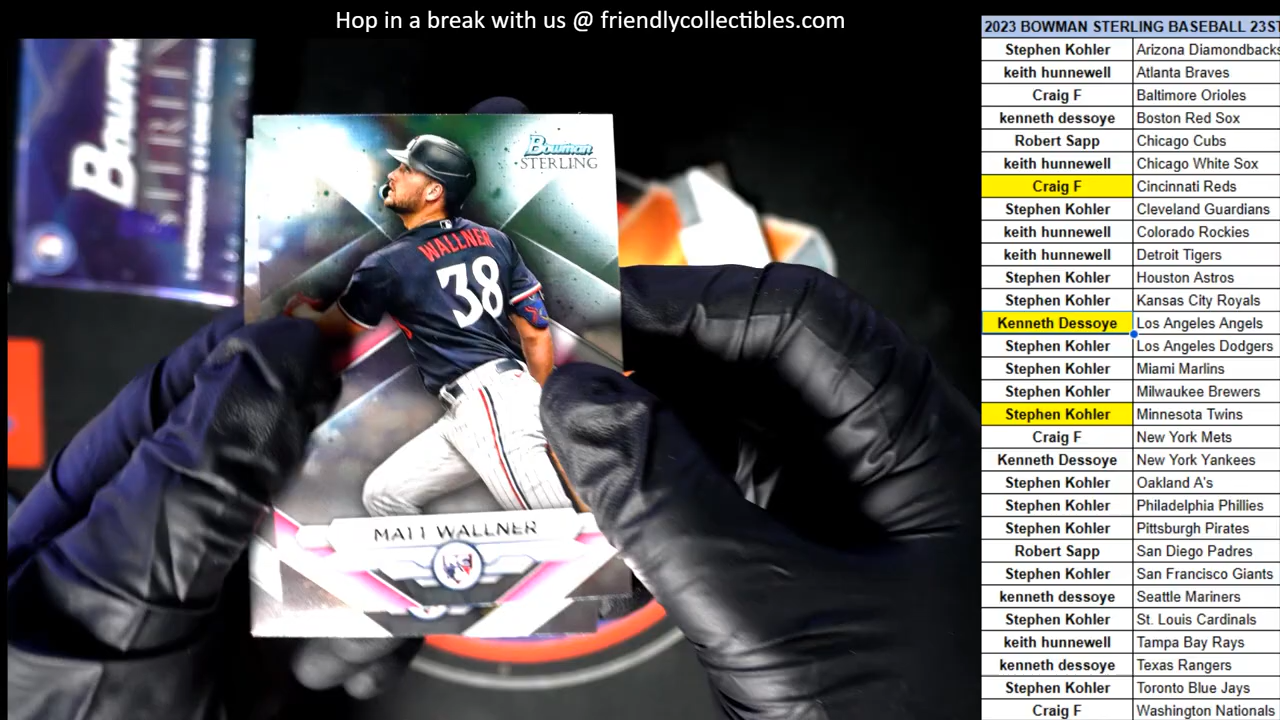 Hop in a break with us @ friendlycollectibles.com
2023 BOWMAN STERLING BASEBALL 23ST
Stephen Kohler Arizona Diamondbacks
keith hunnewell Atlanta Braves
Craig F Baltimore Orioles
kenneth dessoye Boston Red Sox
Robert Sapp Chicago Cubs
keith hunnewell Chicago White Sox
Craig F Cincinnati Reds
Stephen Kohler Cleveland Guardians
keith hunnewell Colorado Rockies
keith hunnewell Detroit Tigers
Stephen Kohler Houston Astros
Stephen Kohler Kansas City Royals
Kenneth Dessoye Los Angeles Angels
Stephen Kohler Los Angeles Dodgers
Stephen Kohler Miami Marlins
Stephen Kohler Milwaukee Brewers
Stephen Kohler Minnesota Twins
Craig F New York Mets
Kenneth Dessoye New York Yankees
Stephen Kohler Oakland A's
Stephen Kohler Philadelphia Phillies
Stephen Kohler Pittsburgh Pirates
Robert Sapp San Diego Padres
Stephen Kohler San Francisco Giants
kenneth dessoye Seattle Mariners
Stephen Kohler St. Louis Cardinals
keith hunnewell Tampa Bay Rays
kenneth dessoye Texas Rangers
Stephen Kohler Toronto Blue Jays
Craig F Washington Nationals
Bowman
STERLING
WALLNER
38
MATT WALLNER
Bowman